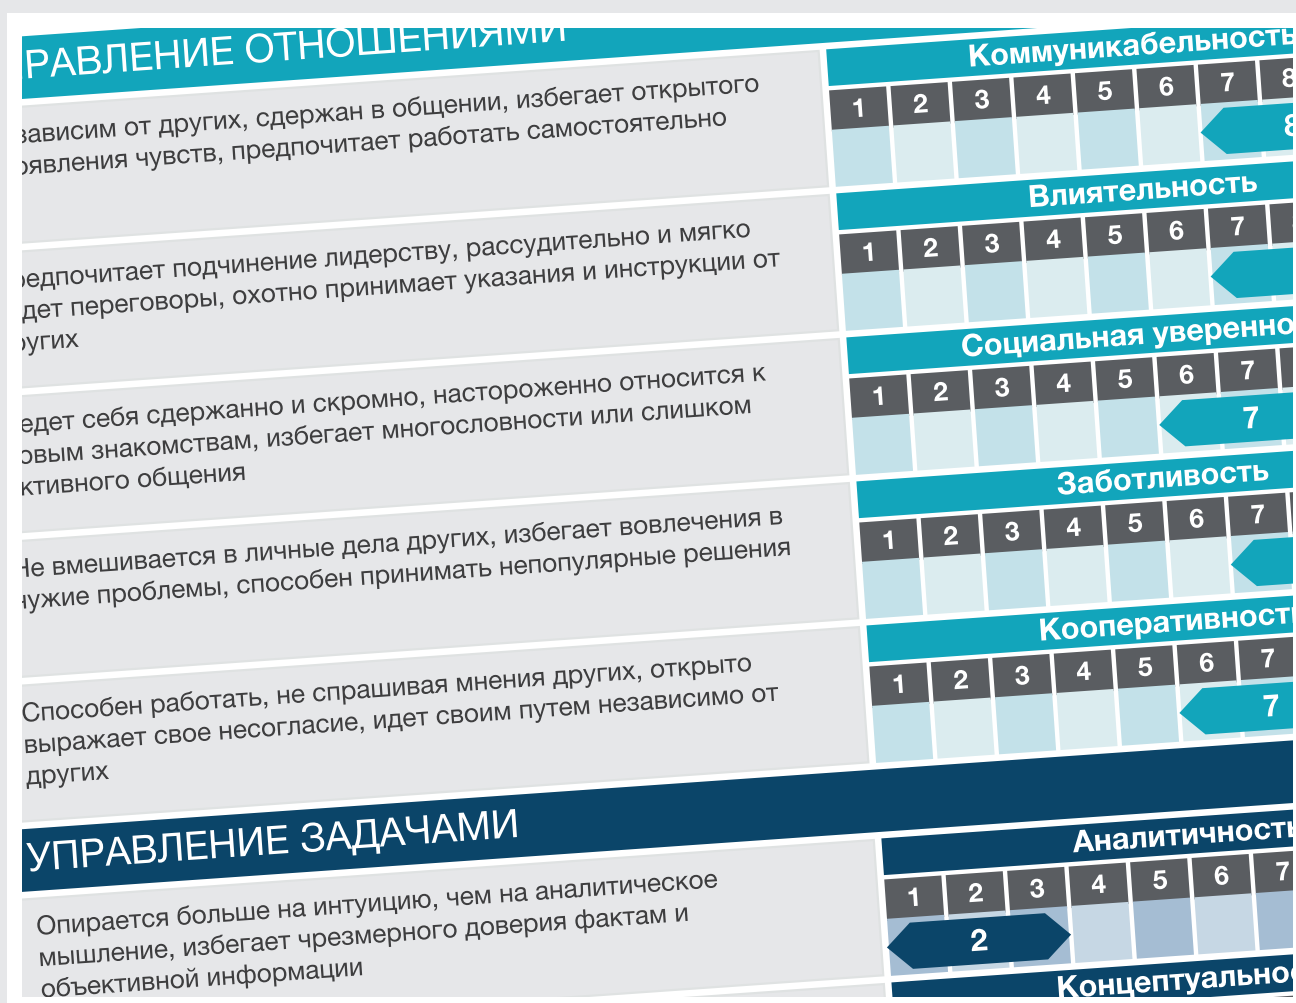 РАВЛЕНИЕ ОТНОШЕНИЯМИ
Коммуникабельность
зависим от других, сдержан в общении, избегает открытого
оявления чувств, предпочитает работать самостоятельно
1 2 3 4 5 6 7 8
8
Влиятельность
редпочитает подчинение лидерству, рассудительно и мягко
дет переговоры, охотно принимает указания и инструкции от
ругих
1 2 3 4 5 6 7
Социальная уверенно
едет себя сдержанно и скромно, настороженно относится к
овым знакомствам, избегает многословности или слишком
ктивного общения
1 2 3 4 5 6 7
7
Заботливость
Не вмешивается в личные дела других, избегает вовлечения в
чужие проблемы, способен принимать непопулярные решения
1 2 3 4 5 6 7
Кооперативность
Способен работать, не спрашивая мнения других, открыто
выражает свое несогласие, идет своим путем независимо от
других
1 2 3 4 5 6 7
7
УПРАВЛЕНИЕ ЗАДАЧАМИ
Аналитичность
Опирается больше на интуицию, чем на аналитическое
мышление, избегает чрезмерного доверия фактам и
объективной информации
1 2 3 4 5 6 7
2
Концептуально